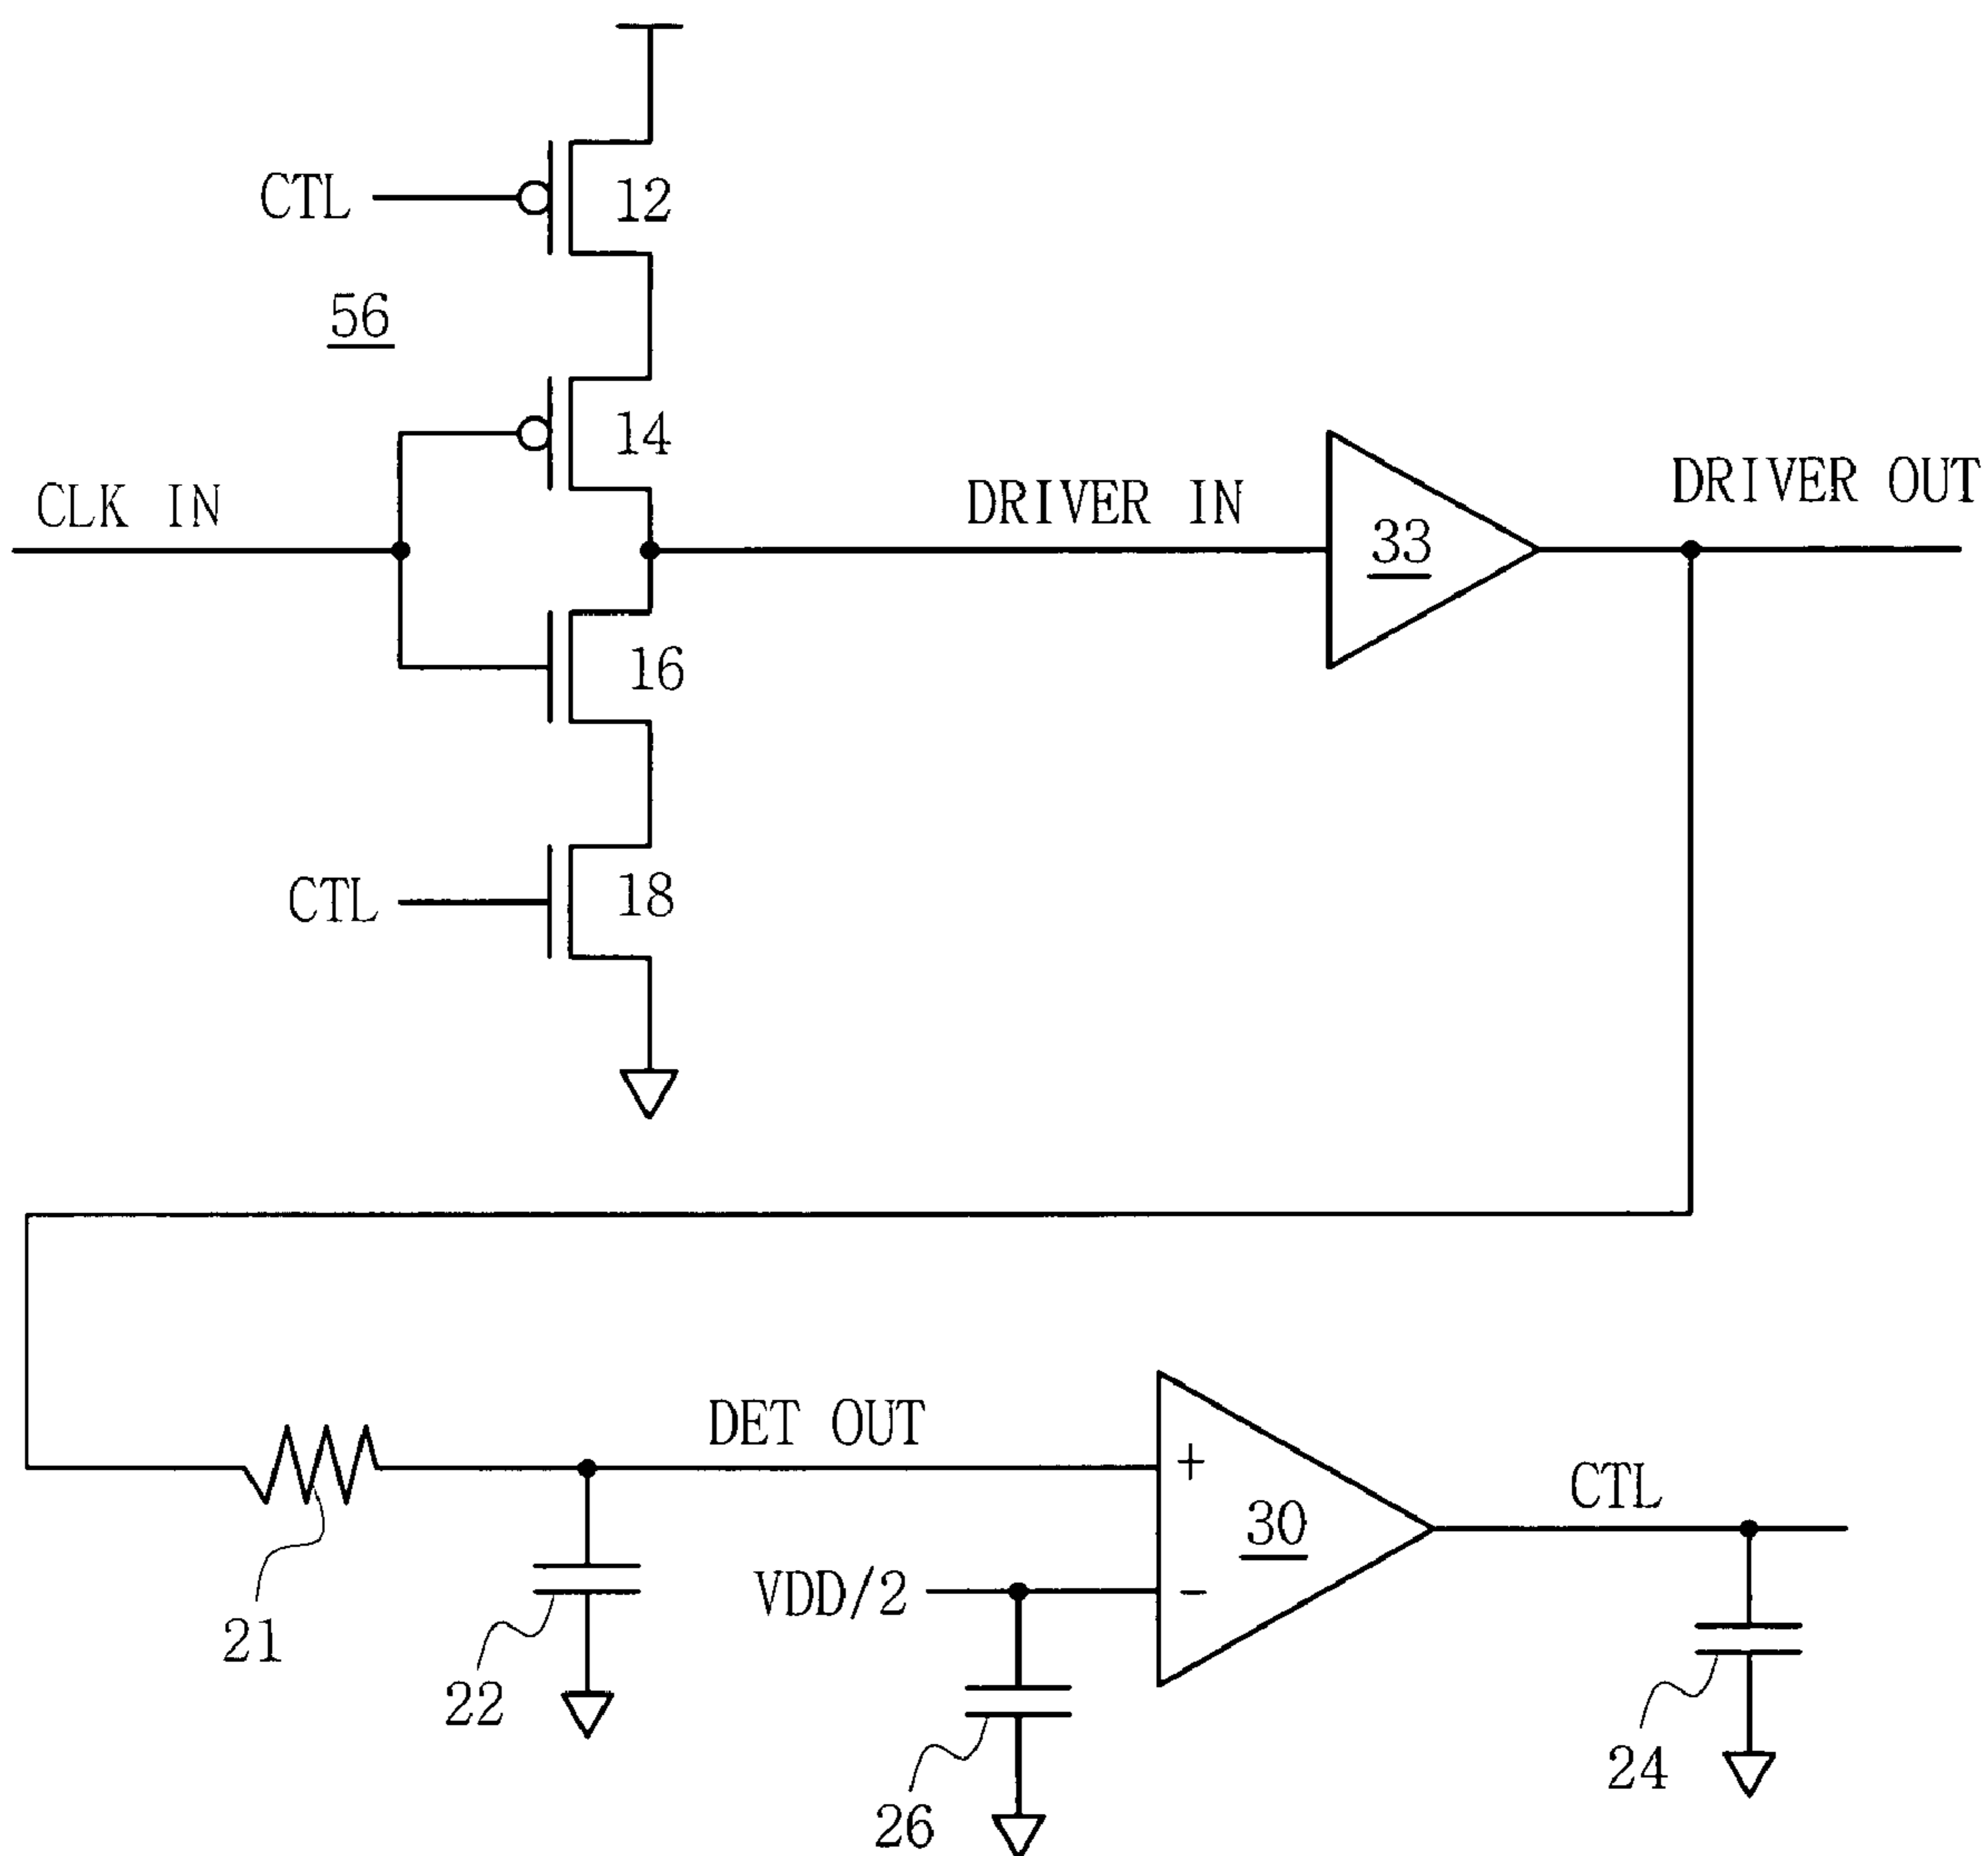 CTL
12
56
14
CLK IN
DRIVER IN
33
DRIVER OUT
16
CTL
18
DET OUT
+
30
CTL
VDD/2
-
21
22
26
24